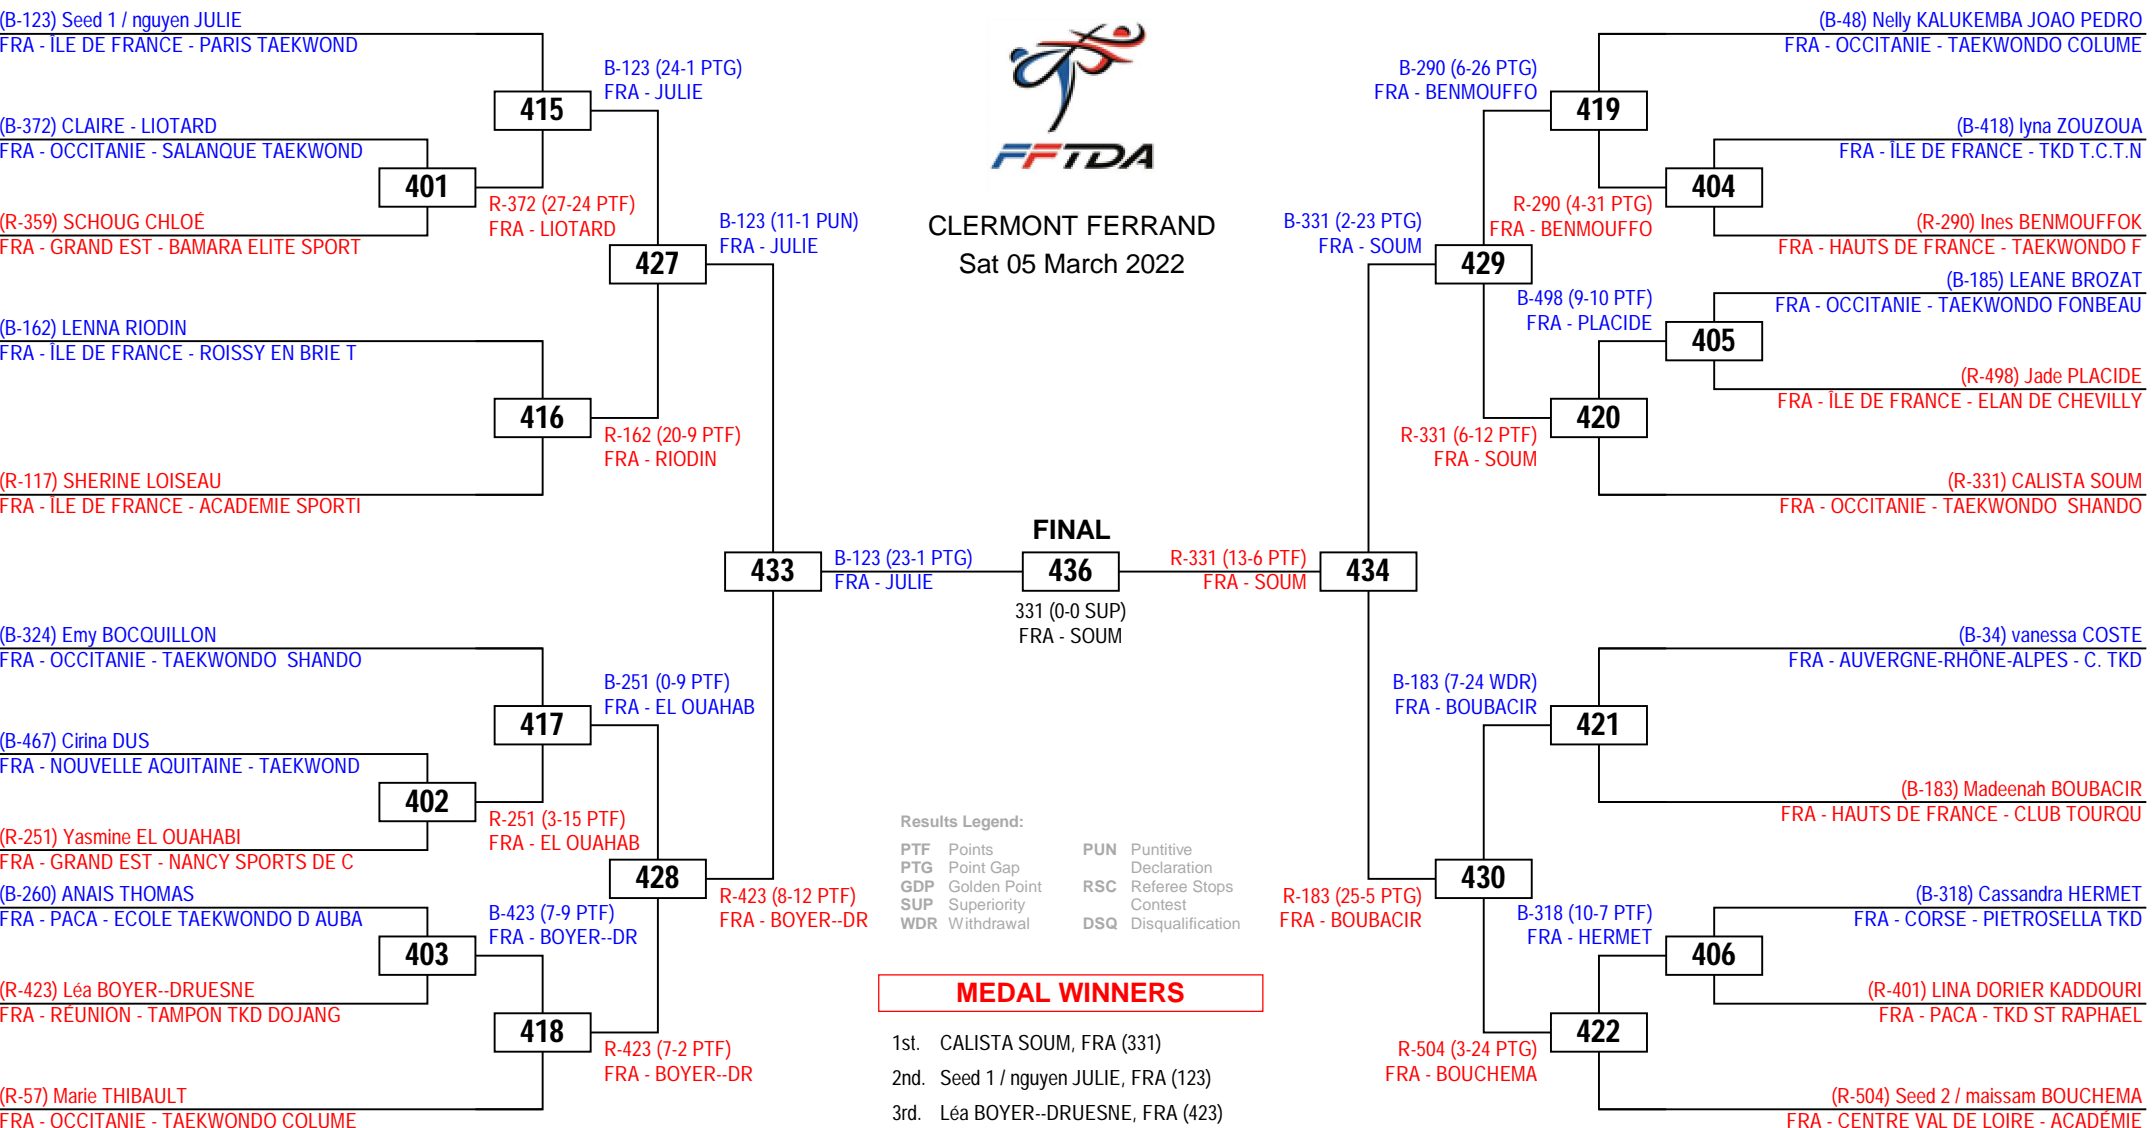 (B-123) Seed 1 / nguyen JULIE
FRA - ÎLE DE FRANCE - PARIS TAEKWOND
(B-372) CLAIRE - LIOTARD
FRA - OCCITANIE - SALANQUE TAEKWOND
(R-359) SCHOUG CHLOÉ
FRA - GRAND EST - BAMARA ELITE SPORT
(B-162) LENNA RIODIN
FRA - ÎLE DE FRANCE - ROISSY EN BRIE T
(R-117) SHERINE LOISEAU
FRA - ÎLE DE FRANCE - ACADEMIE SPORTI
(B-324) Emy BOCQUILLON
FRA - OCCITANIE - TAEKWONDO  SHANDO
(B-467) Cirina DUS
FRA - NOUVELLE AQUITAINE - TAEKWOND
(R-251) Yasmine EL OUAHABI
FRA - GRAND EST - NANCY SPORTS DE C
(B-260) ANAIS THOMAS
FRA - PACA - ECOLE TAEKWONDO D AUBA
(R-423) Léa BOYER--DRUESNE
FRA - RÉUNION - TAMPON TKD DOJANG
(R-57) Marie THIBAULT
FRA - OCCITANIE - TAEKWONDO COLUME
401
R-372 (27-24 PTF)
FRA - LIOTARD
402
R-251 (3-15 PTF)
FRA - EL OUAHAB
403
B-423 (7-9 PTF)
FRA - BOYER--DR
415
B-123 (24-1 PTG)
FRA - JULIE
416
R-162 (20-9 PTF)
FRA - RIODIN
417
B-251 (0-9 PTF)
FRA - EL OUAHAB
418
R-423 (7-2 PTF)
FRA - BOYER--DR
427
B-123 (11-1 PUN)
FRA - JULIE
428
R-423 (8-12 PTF)
FRA - BOYER--DR
433
B-123 (23-1 PTG)
FRA - JULIE
FFTDA
CLERMONT FERRAND
Sat 05 March 2022
FINAL
436
331 (0-0 SUP)
FRA - SOUM
R-331 (13-6 PTF)
FRA - SOUM
434
B-331 (2-23 PTG)
FRA - SOUM
429
R-183 (25-5 PTG)
FRA - BOUBACIR
430
B-290 (6-26 PTG)
FRA - BENMOUFFO
419
R-331 (6-12 PTF)
FRA - SOUM
420
B-183 (7-24 WDR)
FRA - BOUBACIR
421
R-504 (3-24 PTG)
FRA - BOUCHEMA
422
R-290 (4-31 PTG)
FRA - BENMOUFFO
404
B-498 (9-10 PTF)
FRA - PLACIDE
405
B-318 (10-7 PTF)
FRA - HERMET
406
(B-48) Nelly KALUKEMBA JOAO PEDRO
FRA - OCCITANIE - TAEKWONDO COLUME
(B-418) lyna ZOUZOUA
FRA - ÎLE DE FRANCE - TKD T.C.T.N
(R-290) Ines BENMOUFFOK
FRA - HAUTS DE FRANCE - TAEKWONDO F
(B-185) LEANE BROZAT
FRA - OCCITANIE - TAEKWONDO FONBEAU
(R-498) Jade PLACIDE
FRA - ÎLE DE FRANCE - ELAN DE CHEVILLY
(R-331) CALISTA SOUM
FRA - OCCITANIE - TAEKWONDO  SHANDO
(B-34) vanessa COSTE
FRA - AUVERGNE-RHÔNE-ALPES - C. TKD
(B-183) Madeenah BOUBACIR
FRA - HAUTS DE FRANCE - CLUB TOURQU
(B-318) Cassandra HERMET
FRA - CORSE - PIETROSELLA TKD
(R-401) LINA DORIER KADDOURI
FRA - PACA - TKD ST RAPHAEL
(R-504) Seed 2 / maissam BOUCHEMA
FRA - CENTRE VAL DE LOIRE - ACADÉMIE
Results Legend:
PTF Points
PTG Point Gap
GDP Golden Point
SUP Superiority
WDR Withdrawal
PUN Puntitive
Declaration
RSC Referee Stops
Contest
DSQ Disqualification
MEDAL WINNERS
1st. CALISTA SOUM, FRA (331)
2nd. Seed 1 / nguyen JULIE, FRA (123)
3rd. Léa BOYER--DRUESNE, FRA (423)